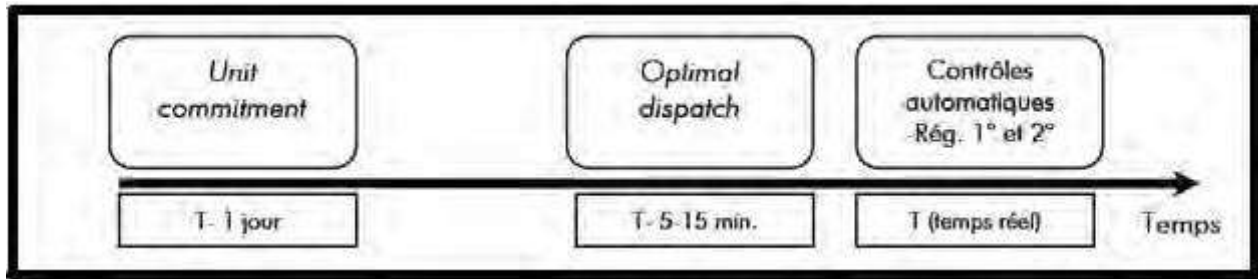 Unit
commitment
Optimal
dispatch
Contrôles
automatiques
-Rég. 1° et 2°
T- 1 jour
T- 5-15 min.
T (temps réel)
Temps